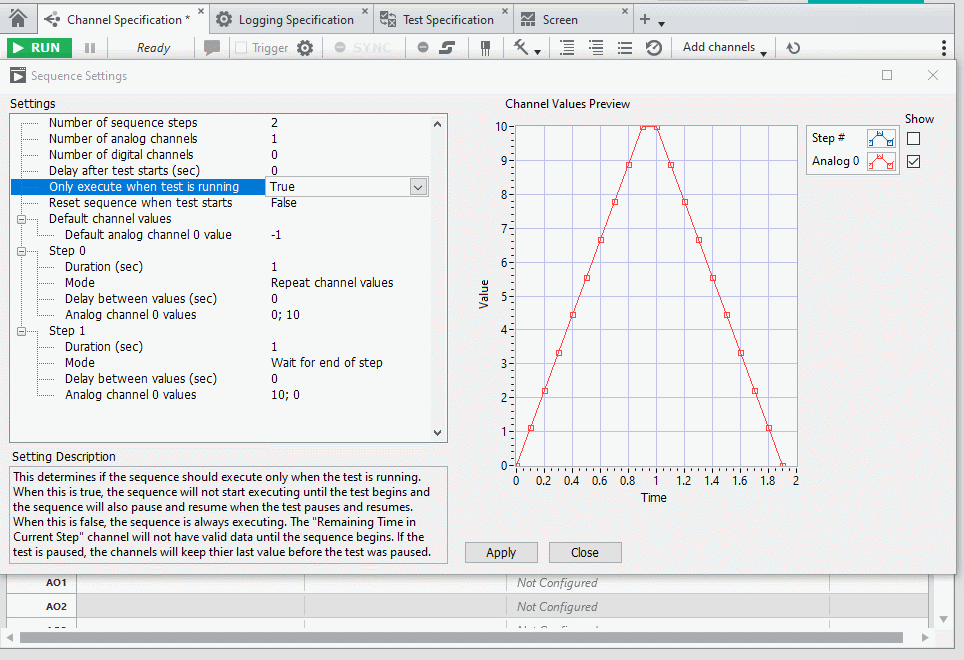 Channel Specification * ×
Logging Specification ×
Test Specification ×
Screen ×
+
RUN
Ready
Trigger
SYNC
Add channels
Sequence Settings
Settings
Number of sequence steps 2
Number of analog channels 1
Number of digital channels 0
Delay after test starts (sec) 0
Only execute when test is running True
Reset sequence when test starts False
Default channel values
Default analog channel 0 value -1
Step 0
Duration (sec) 1
Mode Repeat channel values
Delay between values (sec) 0
Analog channel 0 values 0; 10
Step 1
Duration (sec) 1
Mode Wait for end of step
Delay between values (sec) 0
Analog channel 0 values 10; 0
Setting Description
This determines if the sequence should execute only when the test is running.
When this is true, the sequence will not start executing until the test begins and
the sequence will also pause and resume when the test pauses and resumes.
When this is false, the sequence is always executing. The "Remaining Time in
Current Step" channel will not have valid data until the sequence begins. If the
test is paused, the channels will keep thier last value before the test was paused.
Channel Values Preview
10
9
8
7
6
5
4
3
2
1
0
Value
0 0.2 0.4 0.6 0.8 1 1.2 1.4 1.6 1.8 2
Time
Show
Step #
Analog 0
Apply Close
AO1 Not Configured
AO2 Not Configured